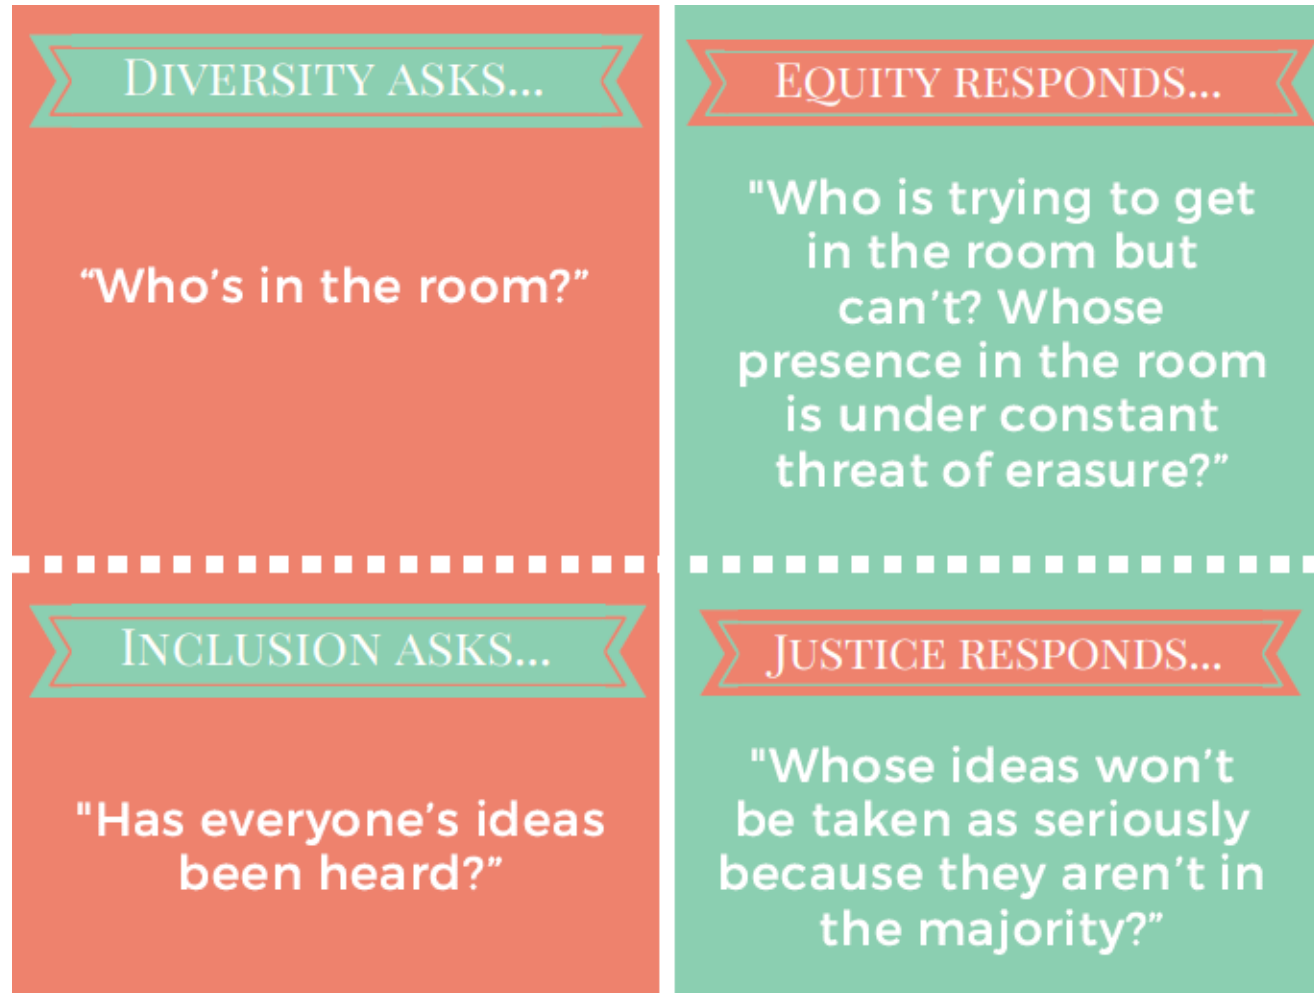 DIVERSITY ASKS...
“Who’s in the room?”
EQUITY RESPONDS...
"Who is trying to get
in the room but
can’t? Whose
presence in the room
is under constant
threat of erasure?”
INCLUSION ASKS...
"Has everyone’s ideas
been heard?”
JUSTICE RESPONDS...
"Whose ideas won’t
be taken as seriously
because they aren’t in
the majority?”